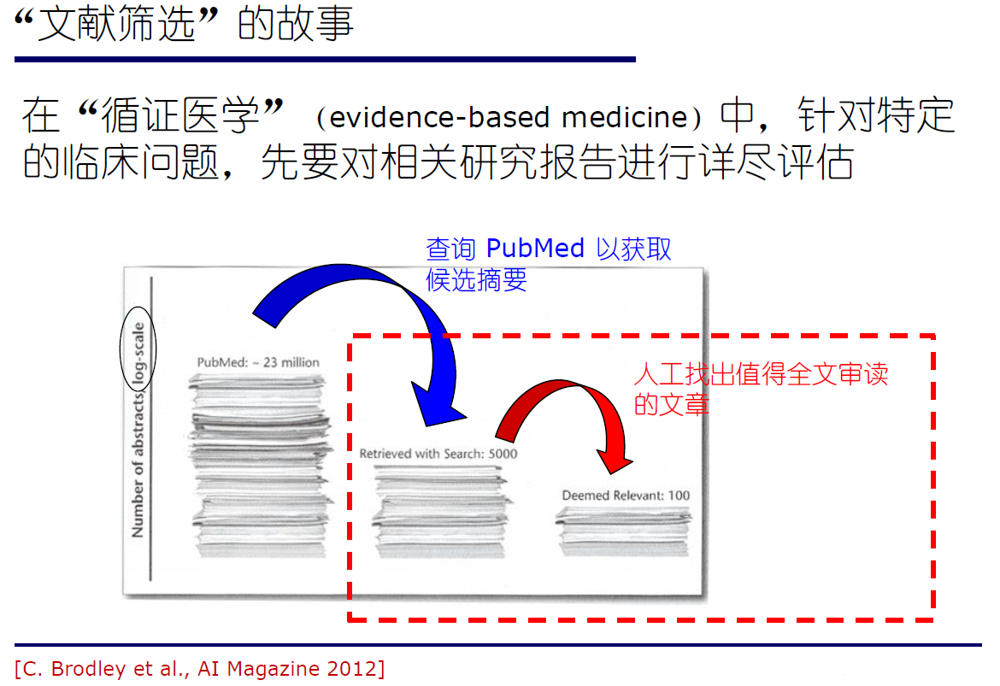 “文献筛选” 的故事
在 “循证医学” （evidence-based medicine）中，针对特定
的临床问题，先要对相关研究报告进行详尽评估
查询 PubMed 以获取
候选摘要
Number of abstracts, log-scale
PubMed: ~ 23 million
人工找出值得全文审读
的文章
Retrieved with Search: 5000
Deemed Relevant: 100
[C. Brodley et al., AI Magazine 2012]